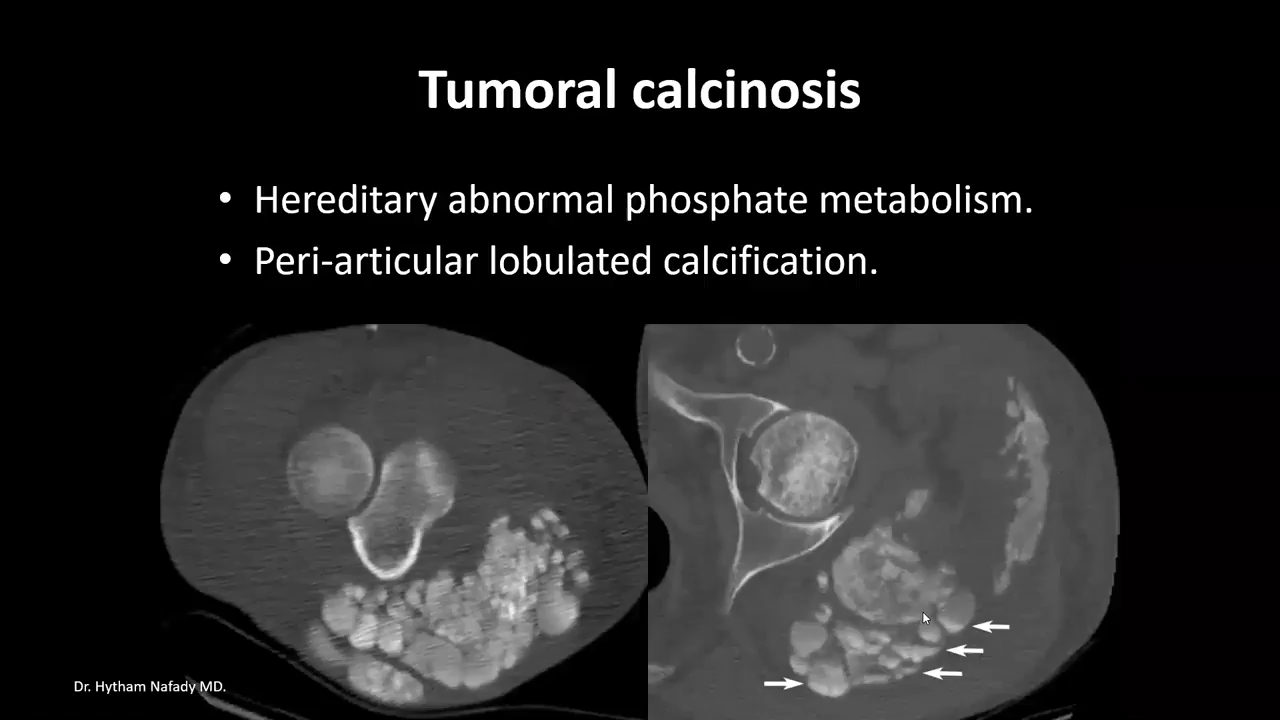 Tumoral calcinosis
• Hereditary abnormal phosphate metabolism.
• Peri-articular lobulated calcification.
Dr. Hytham Nafady MD.